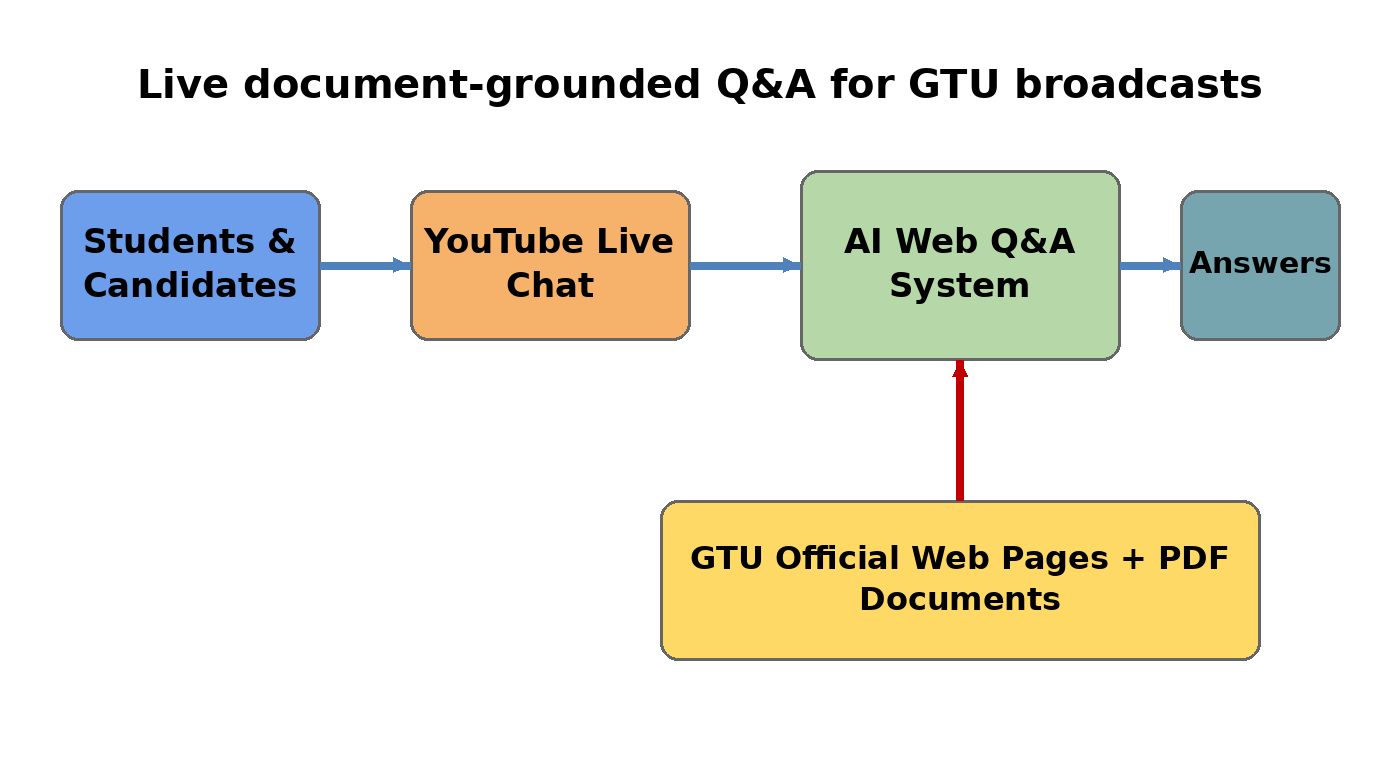 Live document-grounded Q&A for GTU broadcasts
Students &
Candidates
YouTube Live
Chat
AI Web Q&A
System
Answers
GTU Official Web Pages + PDF
Documents